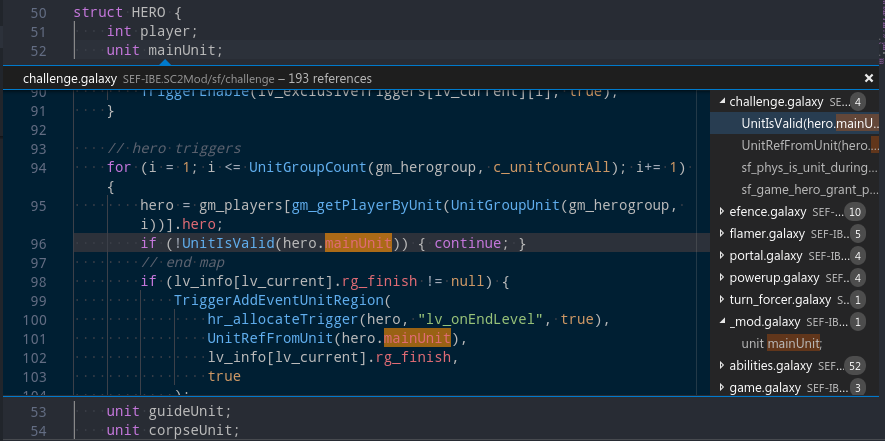 50 struct HERO {
51 int player;
52 unit mainUnit;
challenge.galaxy SEF-IBE.SC2Mod/sf/challenge – 193 references ×
90 TriggerEnable(lv_exclusiveTriggers[lv_current][i], true);
91 }
92
93 // hero triggers
94 for (i = 1; i <= UnitGroupCount(gm_herogroup, c_unitCountAll); i+= 1)
{
95 hero = gm_players[gm_getPlayerByUnit(UnitGroupUnit(gm_herogroup,
i))].hero;
96 if (!UnitIsValid(hero.mainUnit)) { continue; }
97 // end map
98 if (lv_info[lv_current].rg_finish != null) {
99 TriggerAddEventUnitRegion(
100 hr_allocateTrigger(hero, "lv_onEndLevel", true),
101 UnitRefFromUnit(hero.mainUnit),
102 lv_info[lv_current].rg_finish,
103 true
104 );
challenge.galaxy SE... 4
UnitIsValid(hero.mainU...
UnitRefFromUnit(hero....
sf_phys_is_unit_during...
sf_game_hero_grant_p...
efence.galaxy SEF-... 10
flamer.galaxy SEF-IB... 5
portal.galaxy SEF-IB... 4
powerup.galaxy SEF-... 4
turn_forcer.galaxy S... 1
_mod.galaxy SEF-IB... 1
unit mainUnit;
abilities.galaxy SEF-... 52
game.galaxy SEF-IB... 3
53 unit guideUnit;
54 unit corpseUnit;